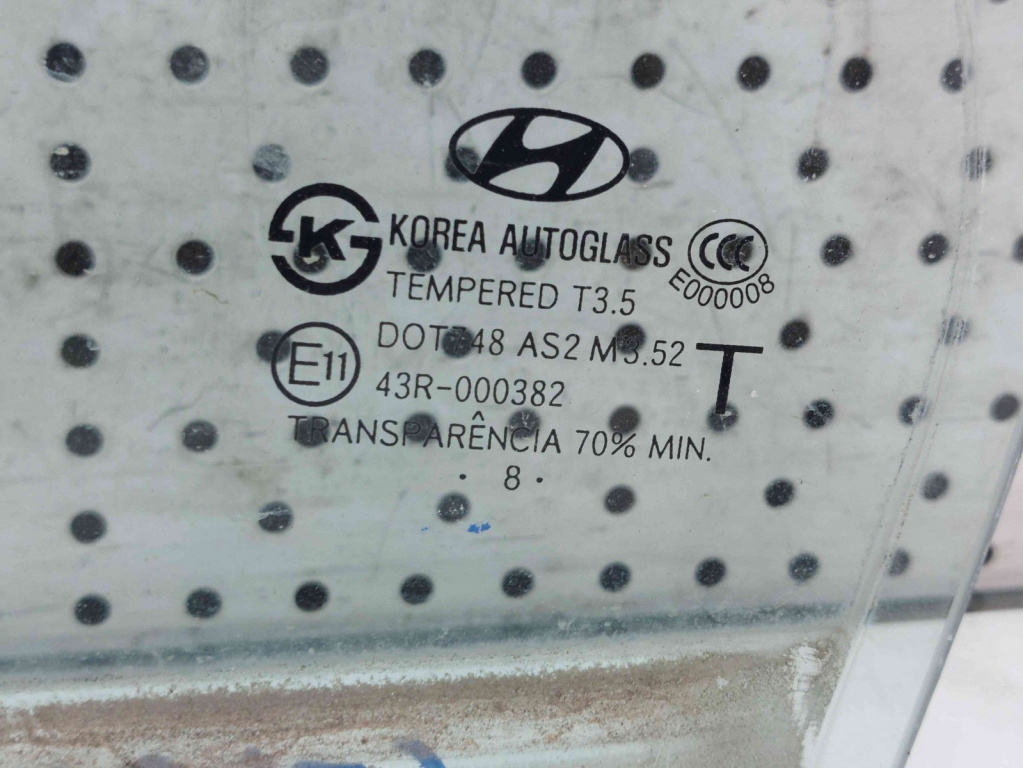 K
KOREA AUTOGLASS
CCC
E000008
TEMPERED T3.5
DOT748 AS2 M3.52
T
E11
43R-000382
TRANSPARÊNCIA 70% MIN.
· 8 ·